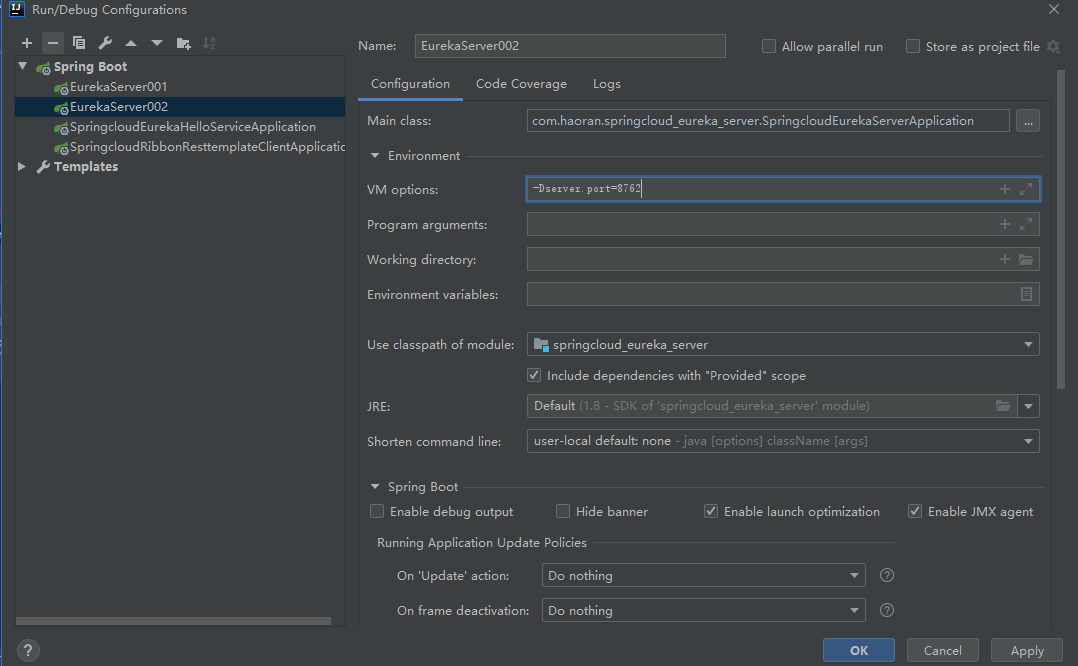 IJ Run/Debug Configurations
Name: EurekaServer002
Allow parallel run
Store as project file
Spring Boot
EurekaServer001
EurekaServer002
SpringcloudEurekaHelloServiceApplication
SpringcloudRibbonResttemplateClientApplicatio
Templates
Configuration
Code Coverage
Logs
Main class: com.haoran.springcloud_eureka_server.SpringcloudEurekaServerApplication ...
Environment
VM options: -Dserver.port=8762
Program arguments:
Working directory:
Environment variables:
Use classpath of module: springcloud_eureka_server
Include dependencies with "Provided" scope
JRE: Default (1.8 - SDK of 'springcloud_eureka_server' module)
Shorten command line: user-local default: none - java [options] className [args]
Spring Boot
Enable debug output
Hide banner
Enable launch optimization
Enable JMX agent
Running Application Update Policies
On 'Update' action: Do nothing ?
On frame deactivation: Do nothing ?
?
OK
Cancel
Apply